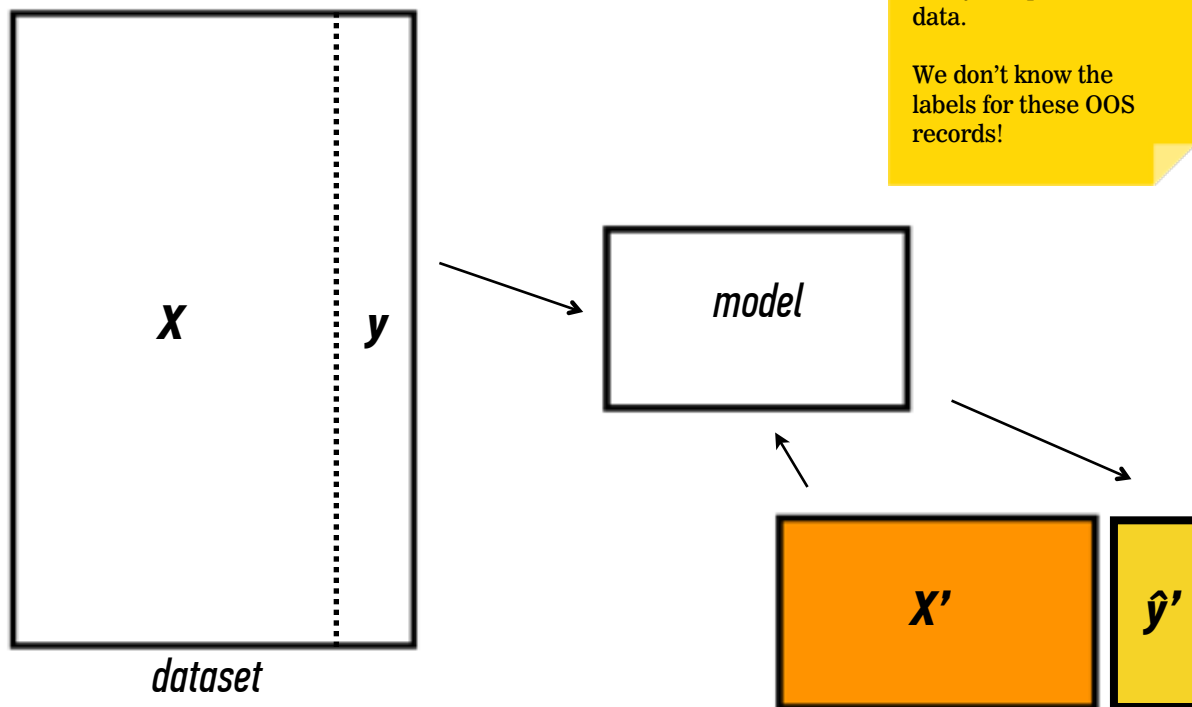 data.
We don’t know the
labels for these OOS
records!
X
y
model
X’
ŷ’
dataset